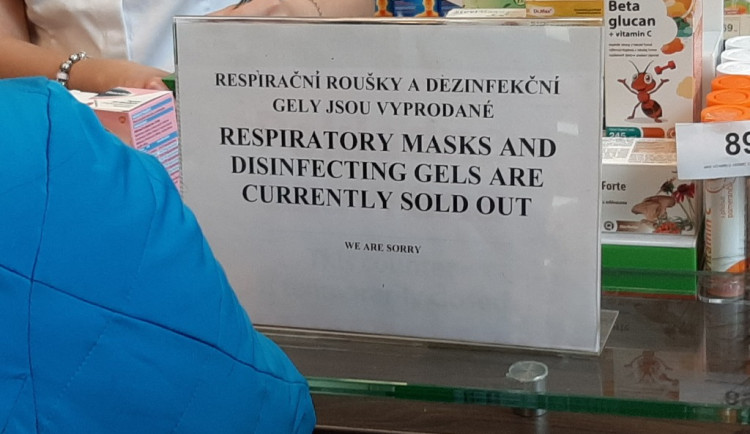 RESPIRAČNÍ ROUŠKY A DEZINFEKČNÍ
GELY JSOU VYPRODANÉ
RESPIRATORY MASKS AND
DISINFECTING GELS ARE
CURRENTLY SOLD OUT
WE ARE SORRY
Beta
glucan
+ vitamin C
Forte
89